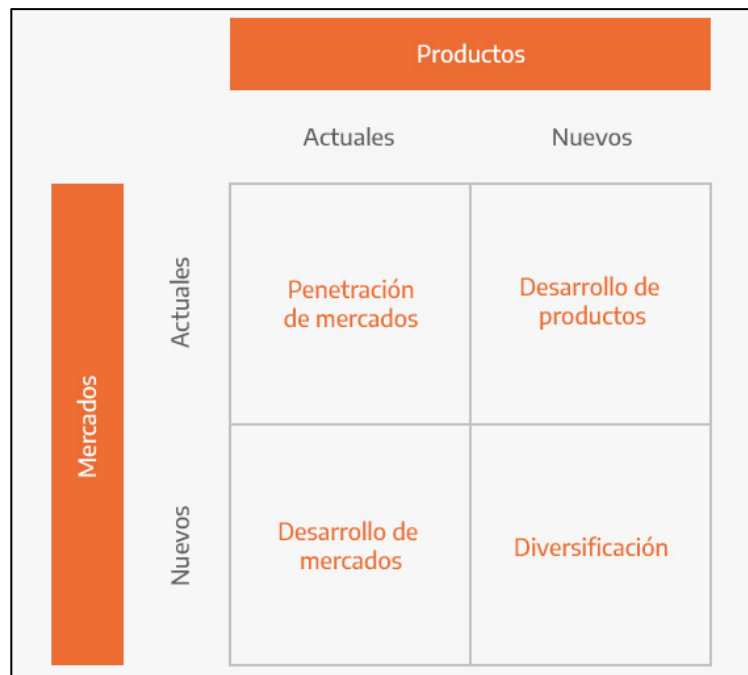 Productos
Actuales
Nuevos
Mercados
Actuales
Penetración
de mercados
Desarrollo de
productos
Nuevos
Desarrollo de
mercados
Diversificación